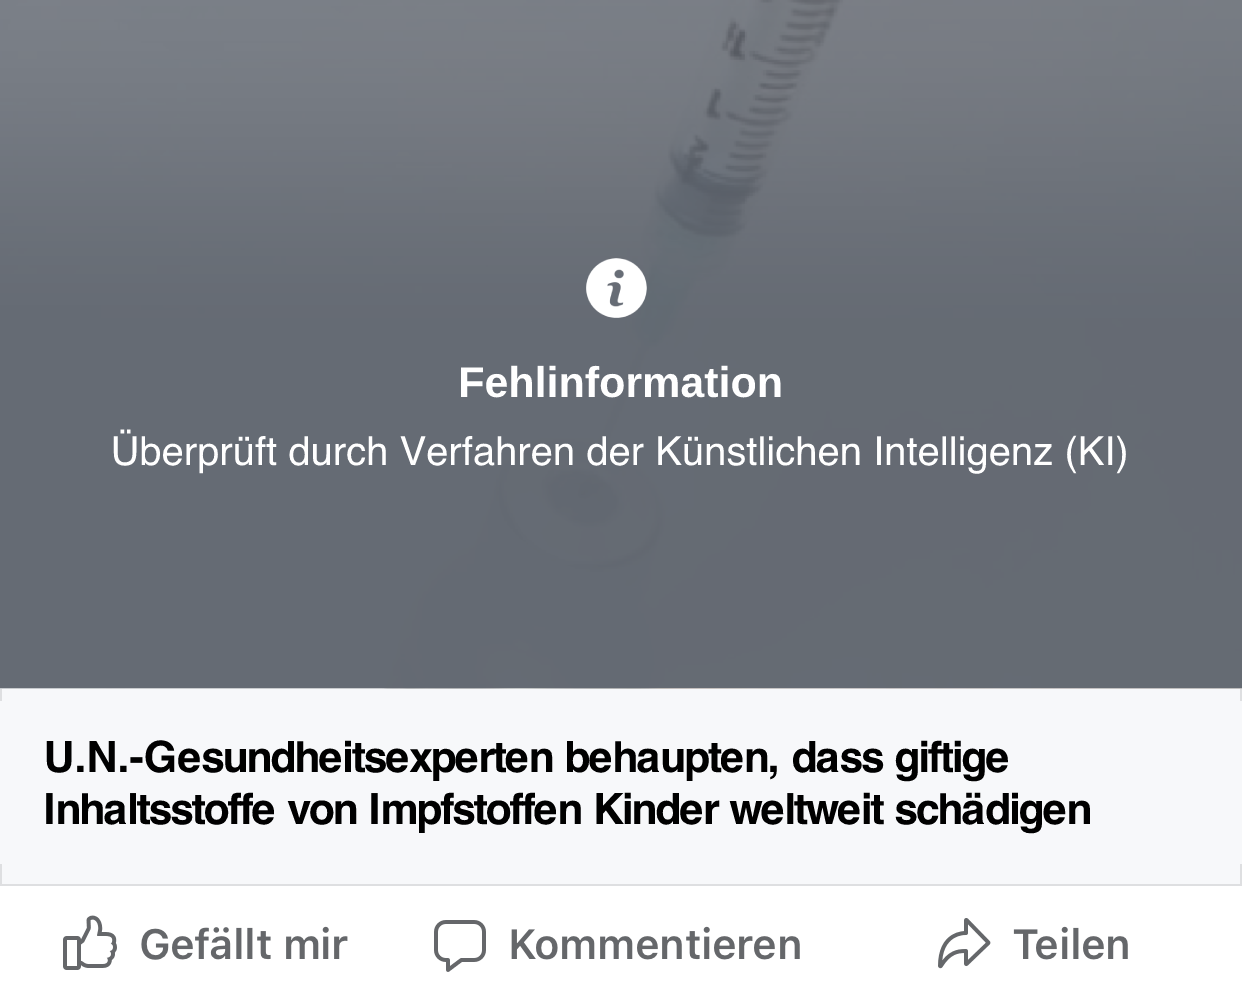 Fehlinformation
Überprüft durch Verfahren der Künstlichen Intelligenz (KI)
U.N.-Gesundheitsexperten behaupten, dass giftige
Inhaltsstoffe von Impfstoffen Kinder weltweit schädigen
Gefällt mir
Kommentieren
Teilen